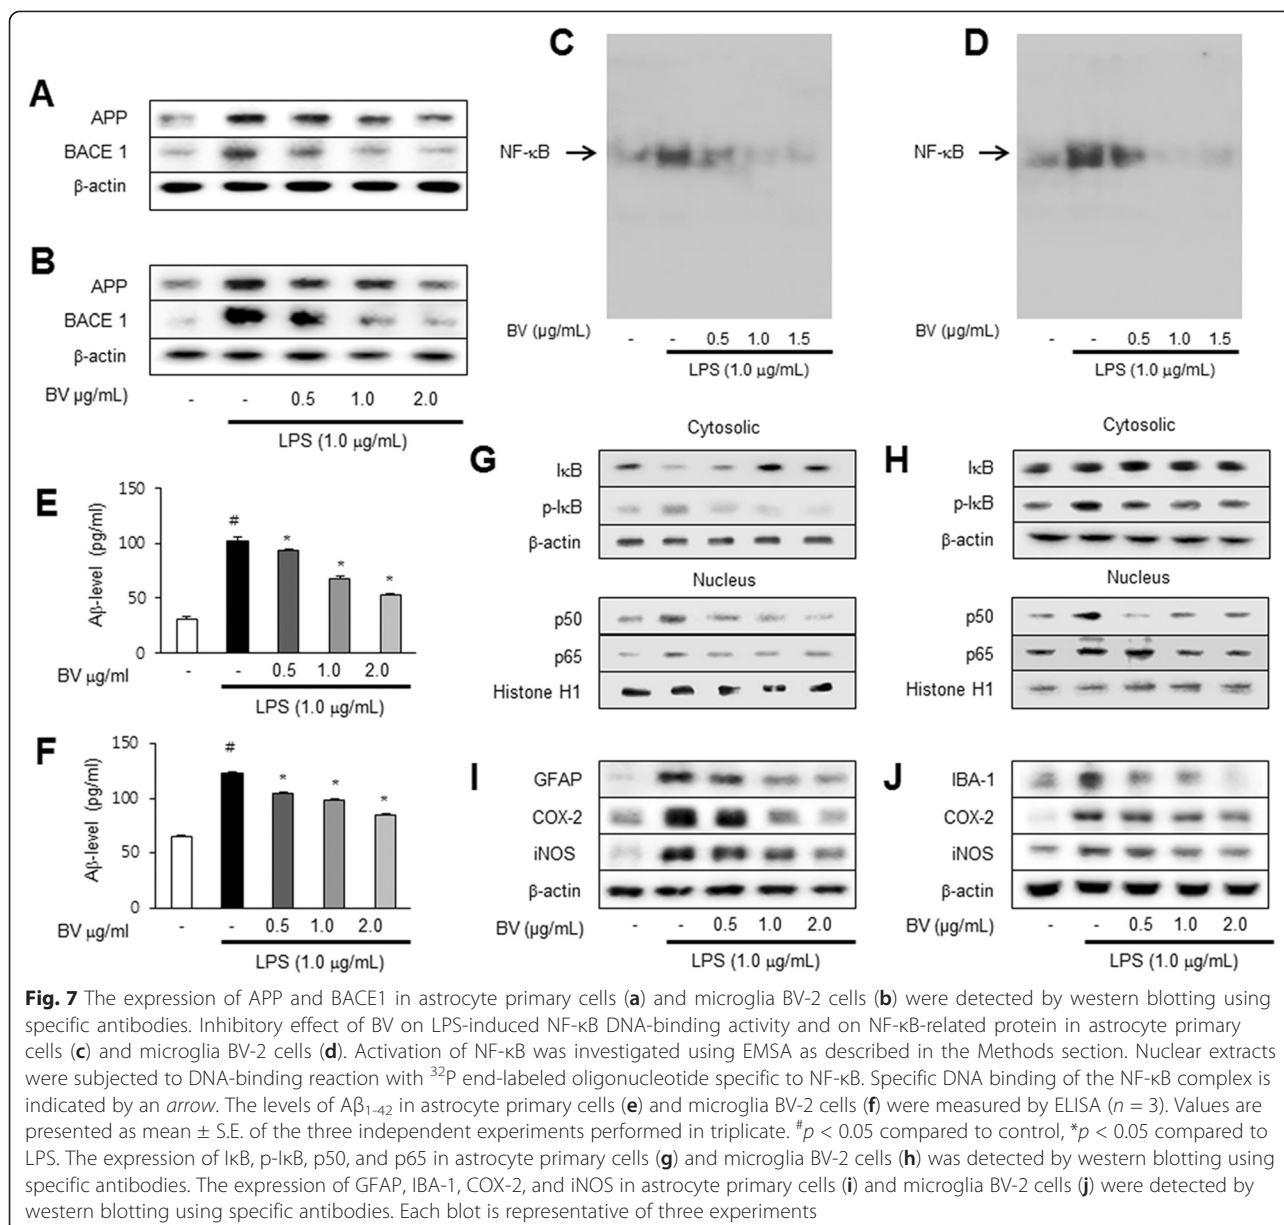 A
APP
BACE 1
β-actin
B
APP
BACE 1
β-actin
BV µg/mL)
- - 0.5 1.0 2.0
LPS (1.0 µg/mL)
C
NF-κB
BV (µg/mL)
- - 0.5 1.0 1.5
LPS (1.0 µg/mL)
D
NF-κB
BV (µg/mL)
- - 0.5 1.0 1.5
LPS (1.0 µg/mL)
E
Aβ-level (pg/ml)
150
100
50
0
# * * *
BV µg/ml
- - 0.5 1.0 2.0
LPS (1.0 µg/mL)
F
Aβ-level (pg/ml)
150
100
50
0
# * * *
BV µg/ml
- - 0.5 1.0 2.0
LPS (1.0 µg/mL)
G
Cytosolic
IκB
p-IκB
β-actin
Nucleus
p50
p65
Histone H1
H
Cytosolic
IκB
p-IκB
β-actin
Nucleus
p50
p65
Histone H1
I
GFAP
COX-2
iNOS
β-actin
BV (µg/mL)
- - 0.5 1.0 2.0
LPS (1.0 µg/mL)
J
IBA-1
COX-2
iNOS
β-actin
BV (µg/mL)
- - 0.5 1.0 2.0
LPS (1.0 µg/mL)
Fig. 7 The expression of APP and BACE1 in astrocyte primary cells (a) and microglia BV-2 cells (b) were detected by western blotting using
specific antibodies. Inhibitory effect of BV on LPS-induced NF-κB DNA-binding activity and on NF-κB-related protein in astrocyte primary
cells (c) and microglia BV-2 cells (d). Activation of NF-κB was investigated using EMSA as described in the Methods section. Nuclear extracts
were subjected to DNA-binding reaction with ³²P end-labeled oligonucleotide specific to NF-κB. Specific DNA binding of the NF-κB complex is
indicated by an arrow. The levels of Aβ₁₋₄₂ in astrocyte primary cells (e) and microglia BV-2 cells (f) were measured by ELISA (n = 3). Values are
presented as mean ± S.E. of the three independent experiments performed in triplicate. #p < 0.05 compared to control, *p < 0.05 compared to
LPS. The expression of IκB, p-IκB, p50, and p65 in astrocyte primary cells (g) and microglia BV-2 cells (h) was detected by western blotting using
specific antibodies. The expression of GFAP, IBA-1, COX-2, and iNOS in astrocyte primary cells (i) and microglia BV-2 cells (j) were detected by
western blotting using specific antibodies. Each blot is representative of three experiments